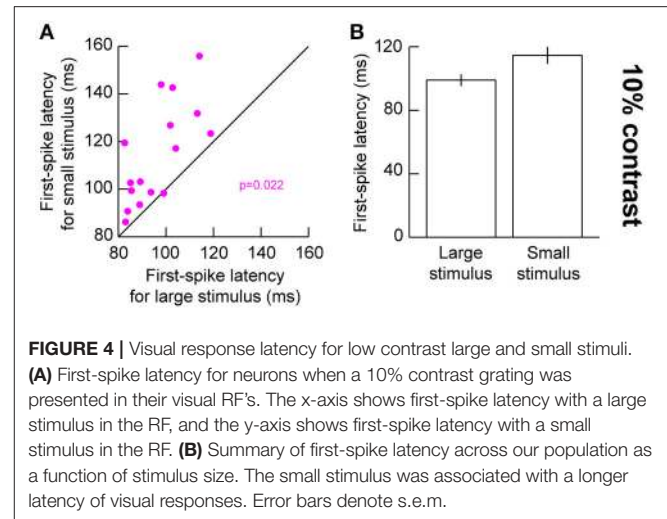 A
160
140
120
100
80
80 100 120 140 160
First-spike latency
for small stimulus (ms)
p=0.022
First-spike latency
for large stimulus (ms)
B
120
80
40
0
First-spike latency (ms)
Large
stimulus
Small
stimulus
10% contrast
FIGURE 4 | Visual response latency for low contrast large and small stimuli.
(A) First-spike latency for neurons when a 10% contrast grating was
presented in their visual RF's. The x-axis shows first-spike latency with a large
stimulus in the RF, and the y-axis shows first-spike latency with a small
stimulus in the RF. (B) Summary of first-spike latency across our population as
a function of stimulus size. The small stimulus was associated with a longer
latency of visual responses. Error bars denote s.e.m.